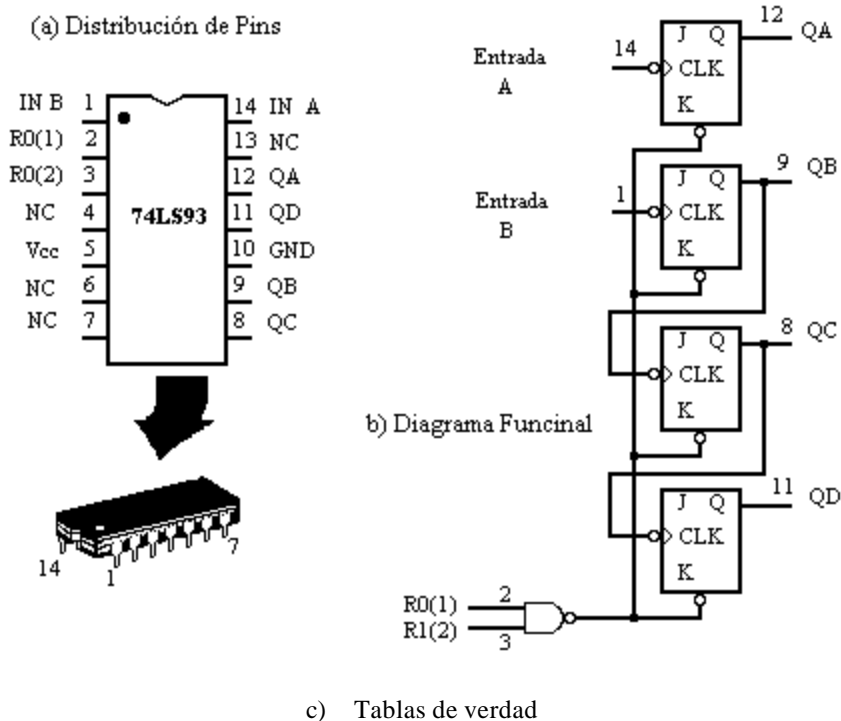 (a) Distribución de Pins
IN B 1 14 IN A
R0(1) 2 13 NC
R0(2) 3 12 QA
NC 4 11 QD
74LS93
Vcc 5 10 GND
NC 6 9 QB
NC 7 8 QC
14 1 7
Entrada A
14
J Q
CLK
K
12 QA
Entrada B
1
J Q
CLK
K
9 QB
J Q
CLK
K
8 QC
b) Diagrama Funcinal
J Q
CLK
K
11 QD
R0(1) 2
R1(2) 3
c) Tablas de verdad